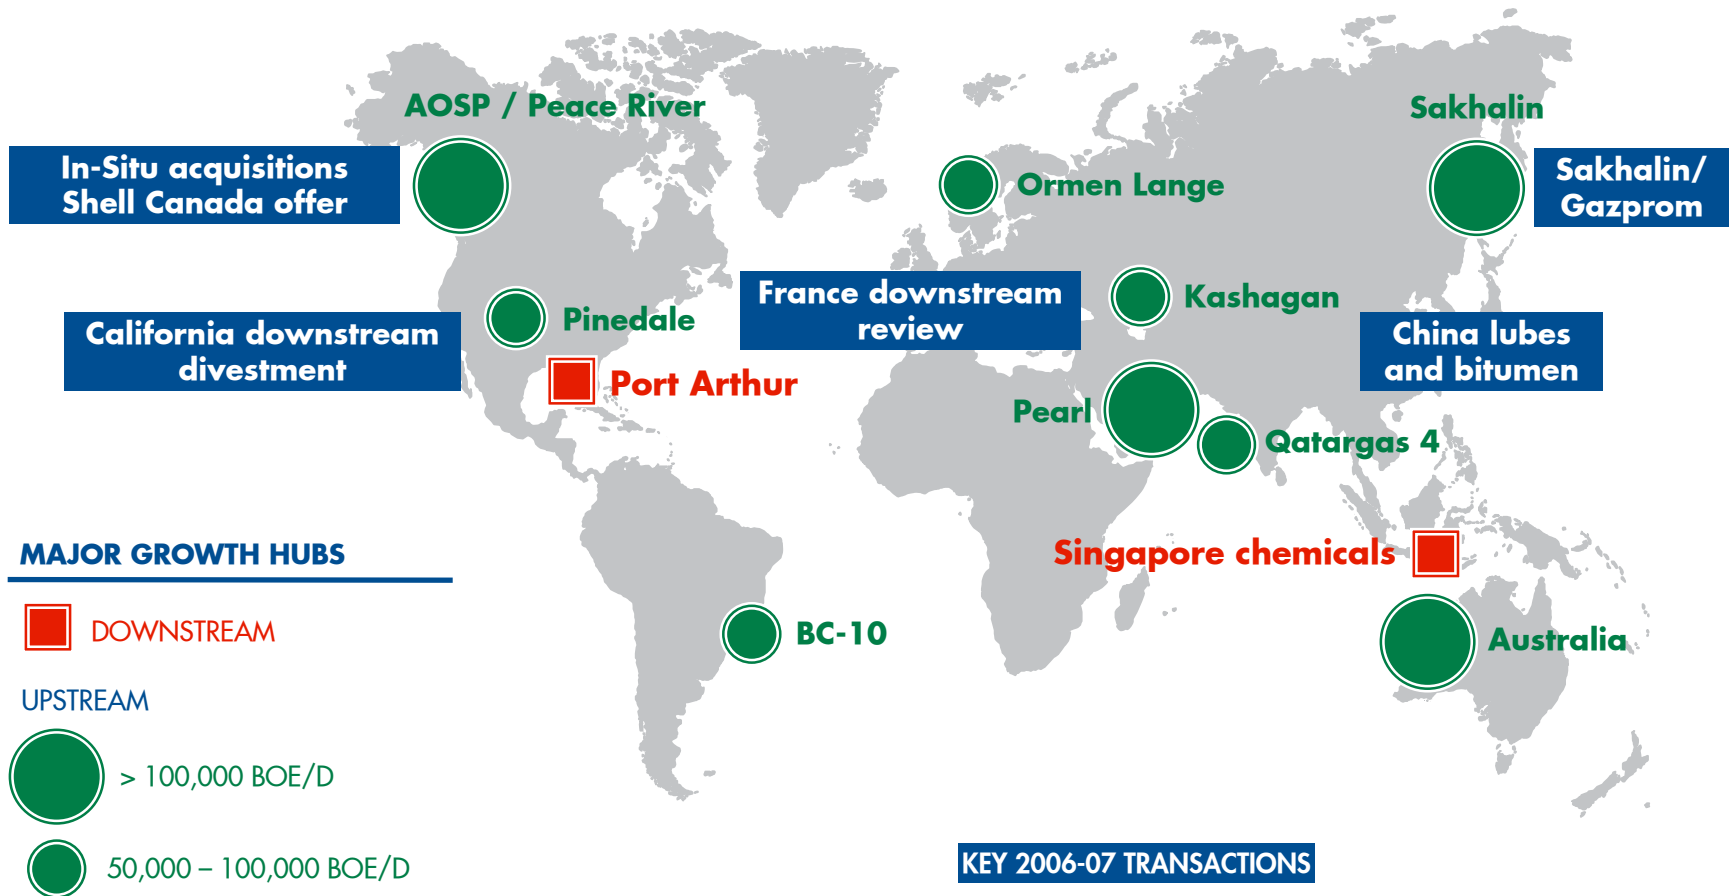 AOSP / Peace River
Sakhalin
In-Situ acquisitions
Shell Canada offer
Sakhalin/
Gazprom
Ormen Lange
France downstream
review
Kashagan
Pinedale
California downstream
divestment
China lubes
and bitumen
Port Arthur
Pearl
Qatargas 4
MAJOR GROWTH HUBS
Singapore chemicals
DOWNSTREAM
BC-10
Australia
UPSTREAM
> 100,000 BOE/D
50,000 – 100,000 BOE/D
KEY 2006-07 TRANSACTIONS